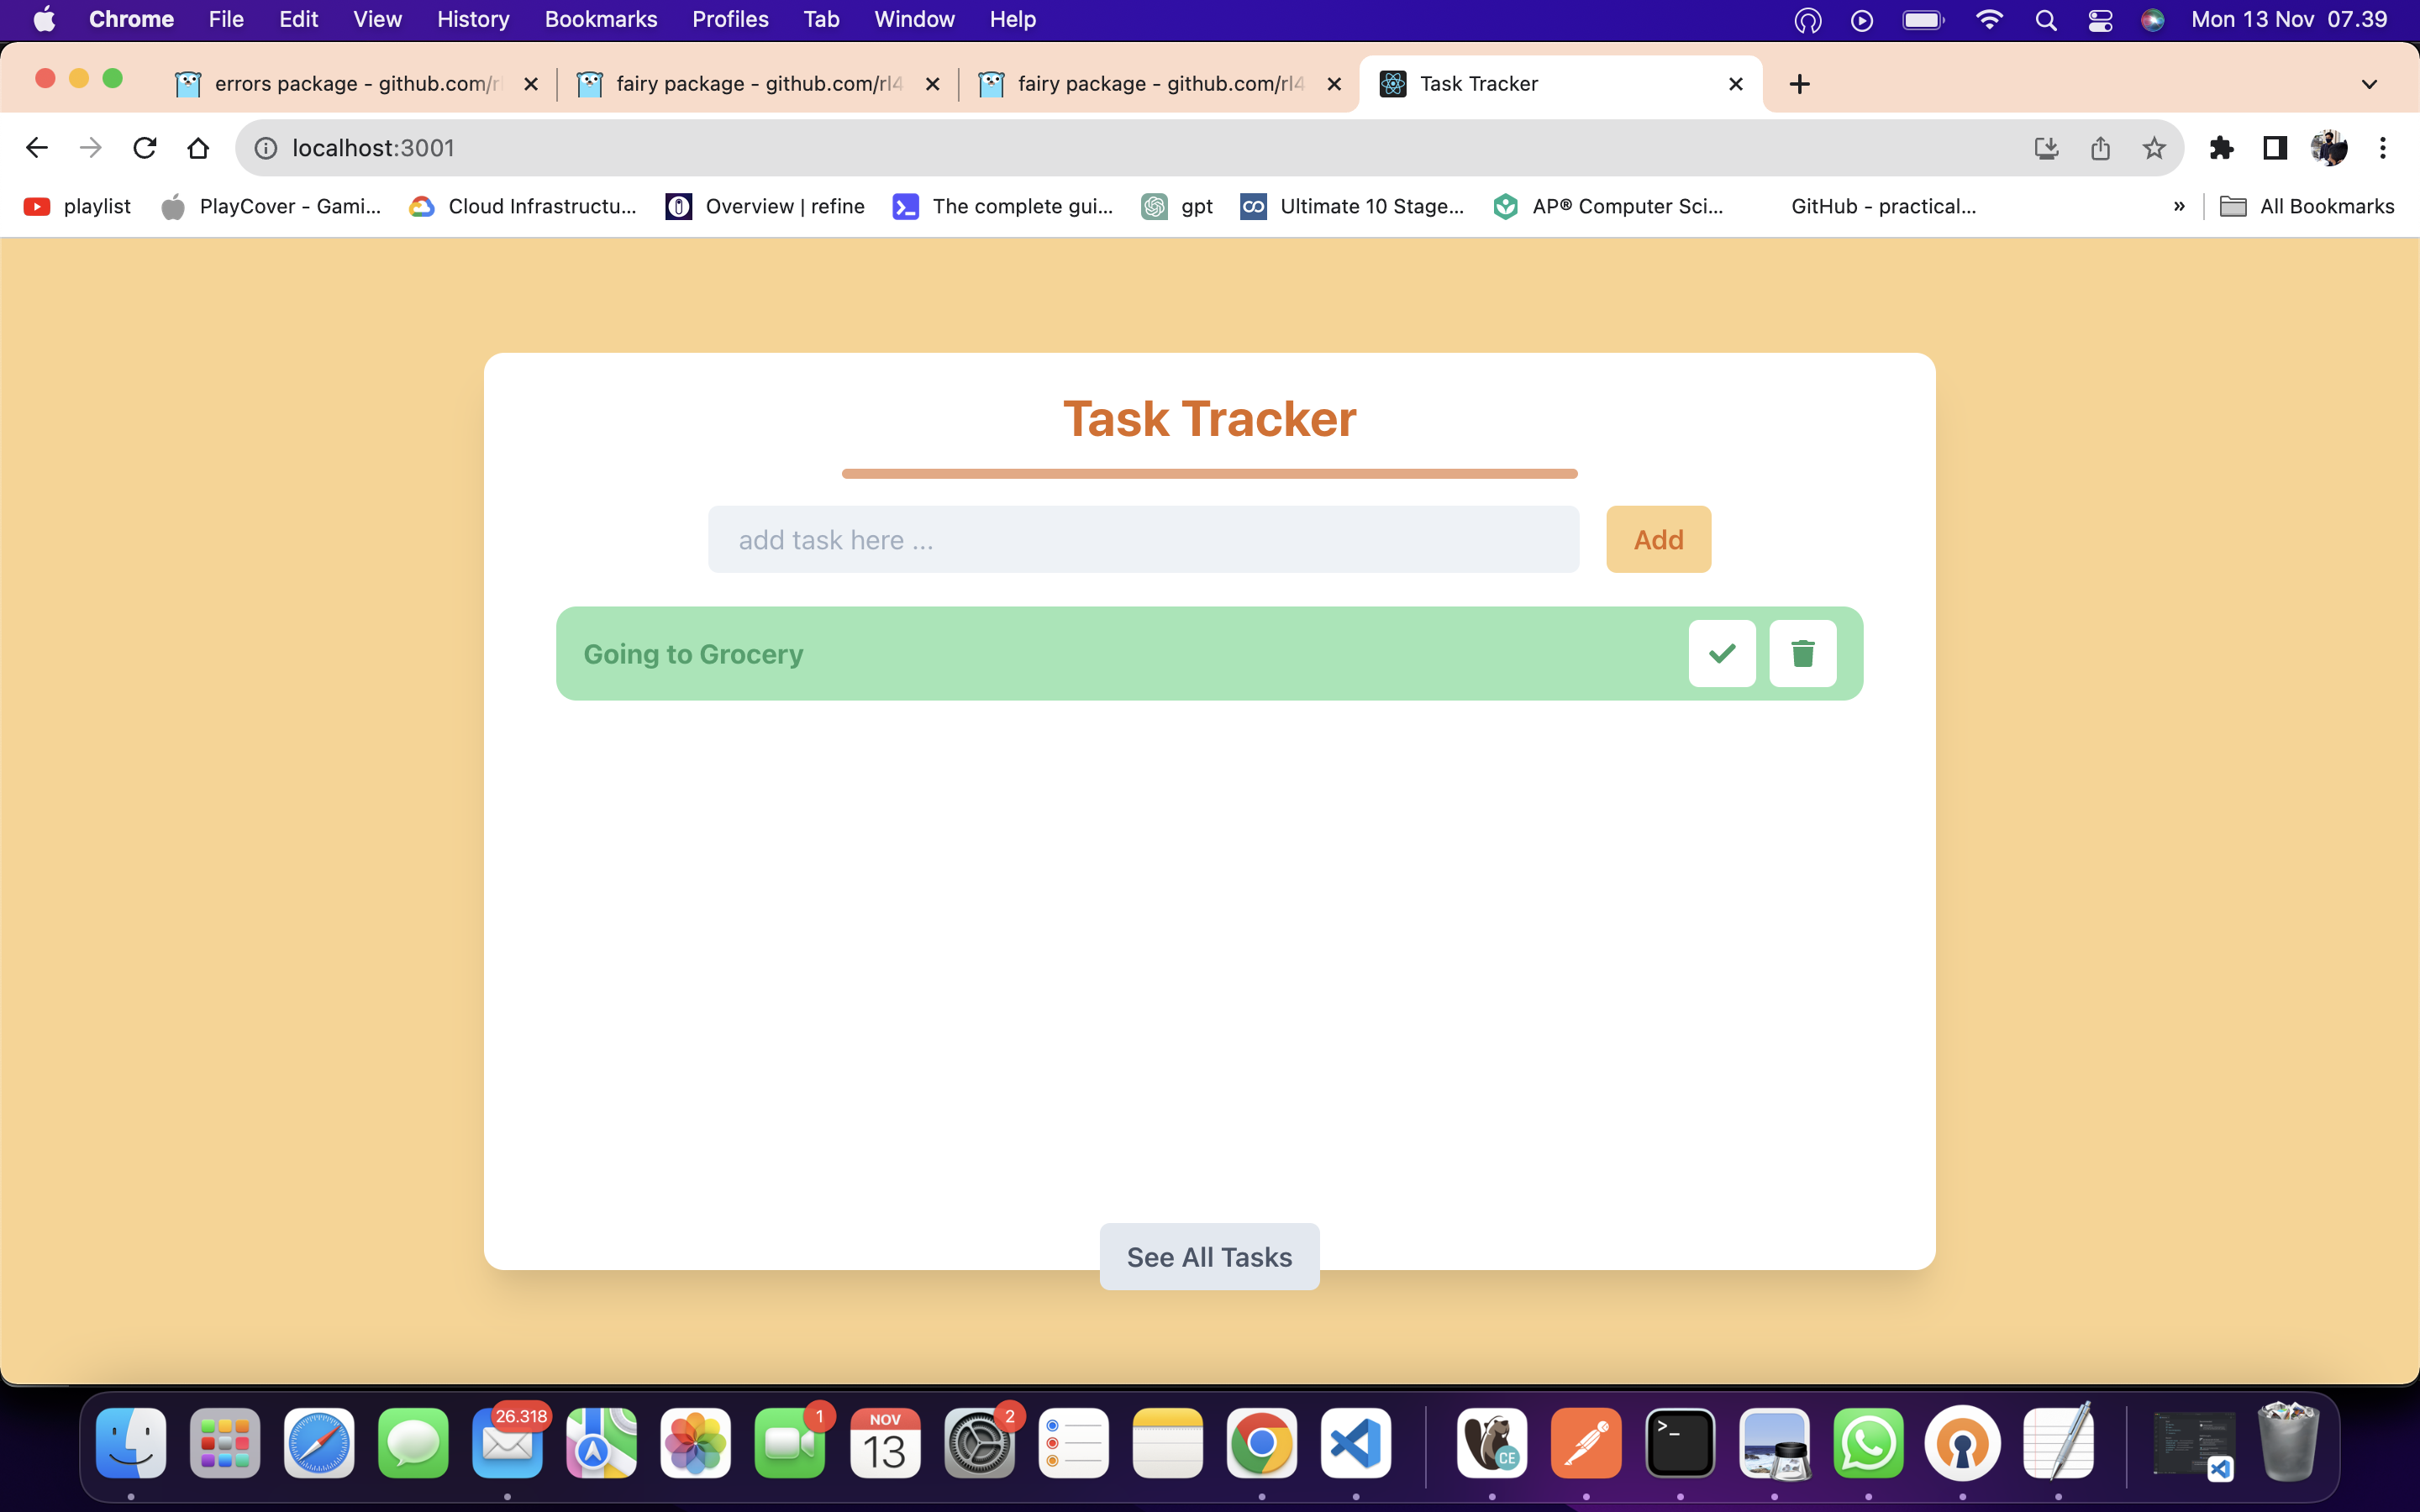 Chrome File Edit View History Bookmarks Profiles Tab Window Help Mon 13 Nov 07.39
errors package - github.com/r fairy package - github.com/rl4 fairy package - github.com/rl4 Task Tracker
localhost:3001
playlist PlayCover - Gami... Cloud Infrastructu... Overview | refine The complete gui... gpt Ultimate 10 Stage... AP® Computer Sci... GitHub - practical... » All Bookmarks
Task Tracker
add task here ...
Add
Going to Grocery
See All Tasks
26.318
1
NOV
13
2
CE
>_